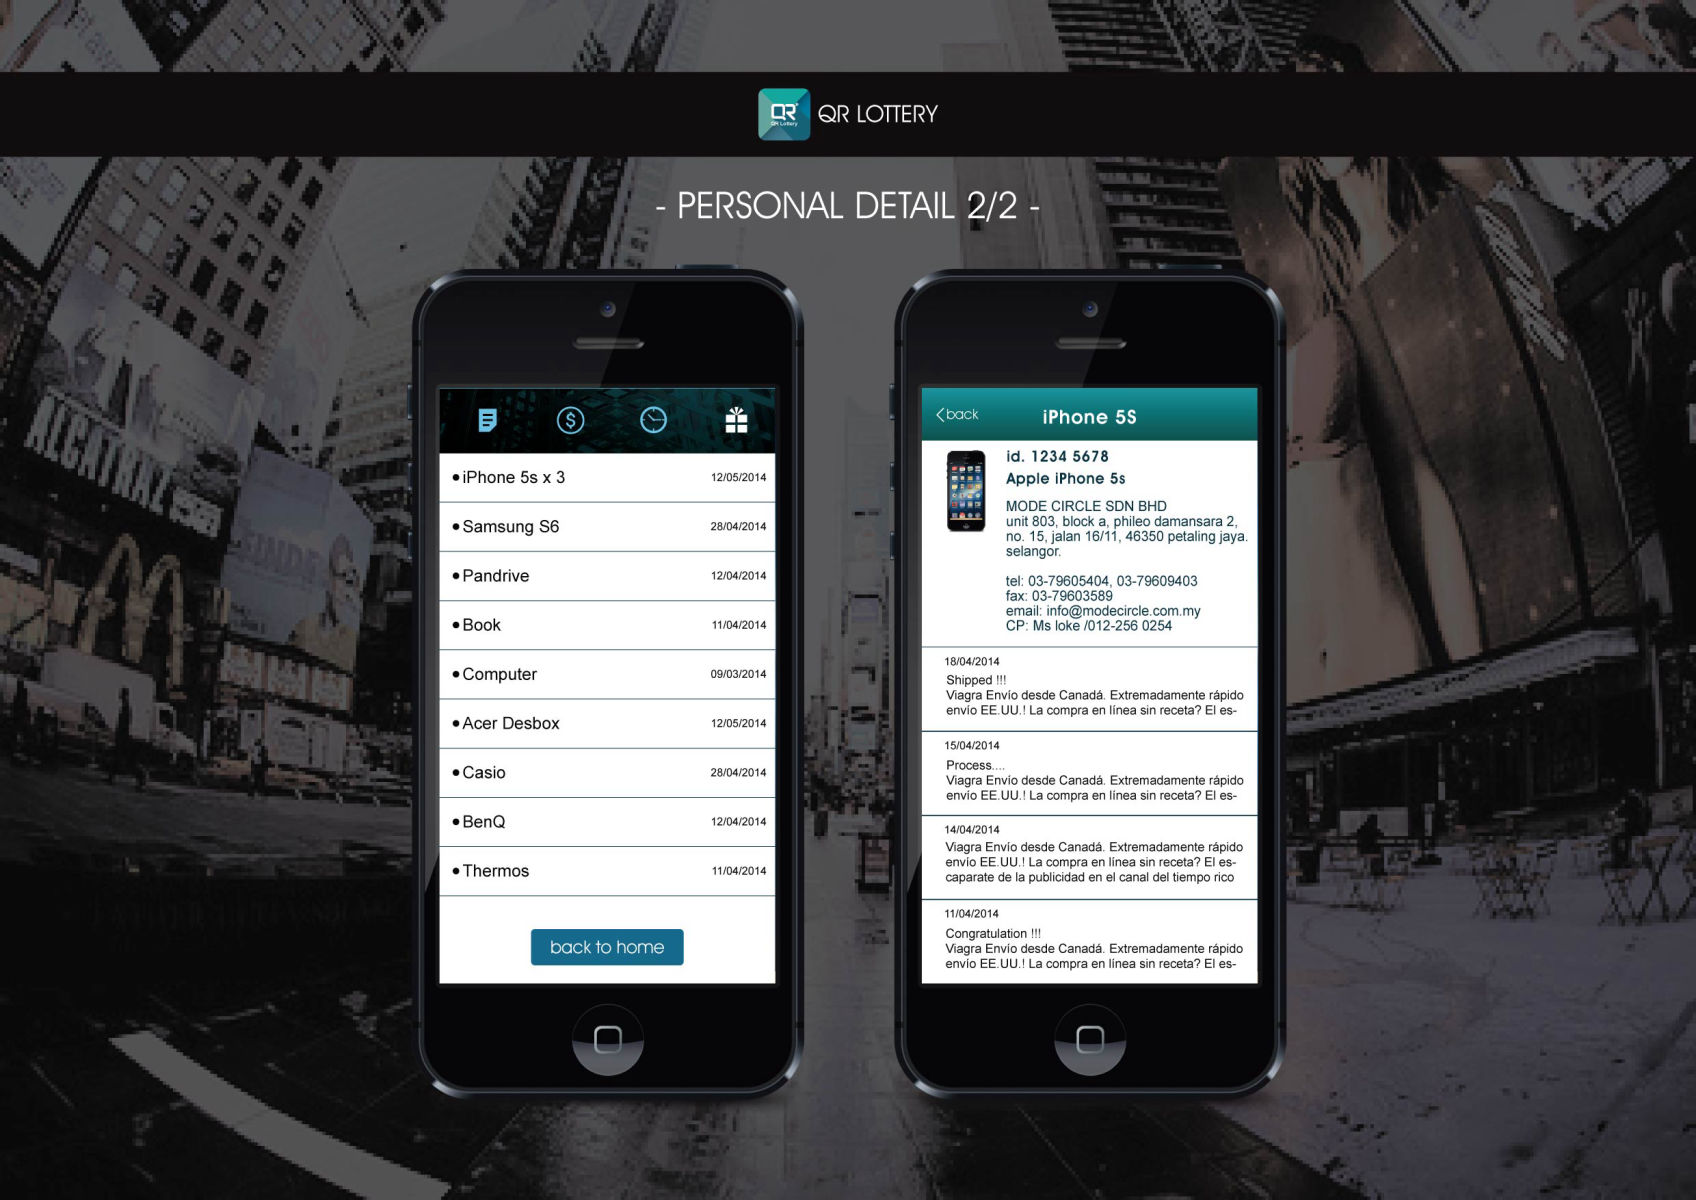 QR
QR Lottery
QR LOTTERY
- PERSONAL DETAIL 2/2 -
iPhone 5s x 3 12/05/2014
Samsung S6 28/04/2014
Pandrive 12/04/2014
Book 11/04/2014
Computer 09/03/2014
Acer Desbox 12/05/2014
Casio 28/04/2014
BenQ 12/04/2014
Thermos 11/04/2014
back to home
<back iPhone 5S
id. 1234 5678
Apple iPhone 5s
MODE CIRCLE SDN BHD
unit 803, block a, phileo damansara 2,
no. 15, jalan 16/11, 46350 petaling jaya.
selangor.
tel: 03-79605404, 03-79609403
fax: 03-79603589
email: info@modecircle.com.my
CP: Ms loke /012-256 0254
18/04/2014
Shipped !!!
Viagra Envío desde Canadá. Extremadamente rápido
envío EE.UU.! La compra en línea sin receta? El es-
15/04/2014
Process....
Viagra Envío desde Canadá. Extremadamente rápido
envío EE.UU.! La compra en línea sin receta? El es-
14/04/2014
Viagra Envío desde Canadá. Extremadamente rápido
envío EE.UU.! La compra en línea sin receta? El es-
caparate de la publicidad en el canal del tiempo rico
11/04/2014
Congratulation !!!
Viagra Envío desde Canadá. Extremadamente rápido
envío EE.UU.! La compra en línea sin receta? El es-